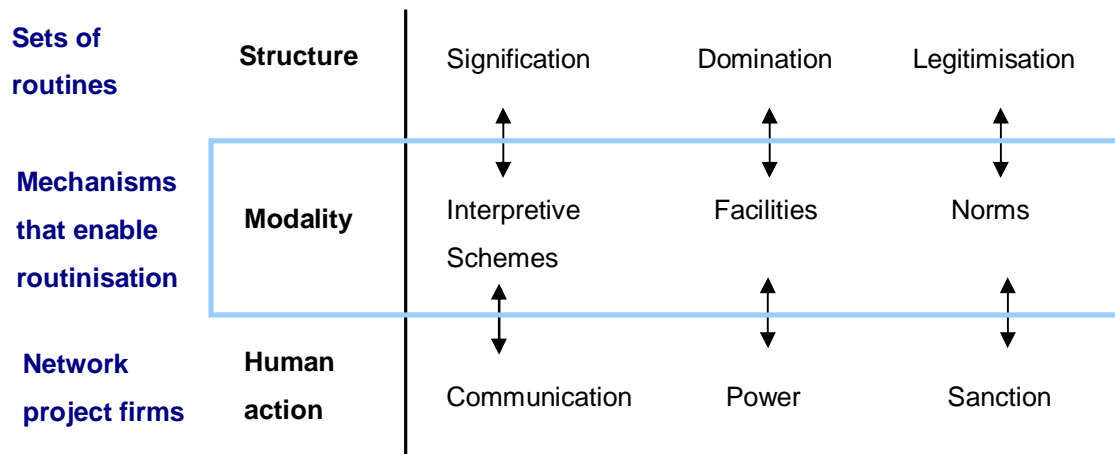 Sets of
routines
Structure
Signification
Domination
Legitimisation
Mechanisms
that enable
routinisation
Modality
Interpretive
Schemes
Facilities
Norms
Network
project firms
Human
action
Communication
Power
Sanction